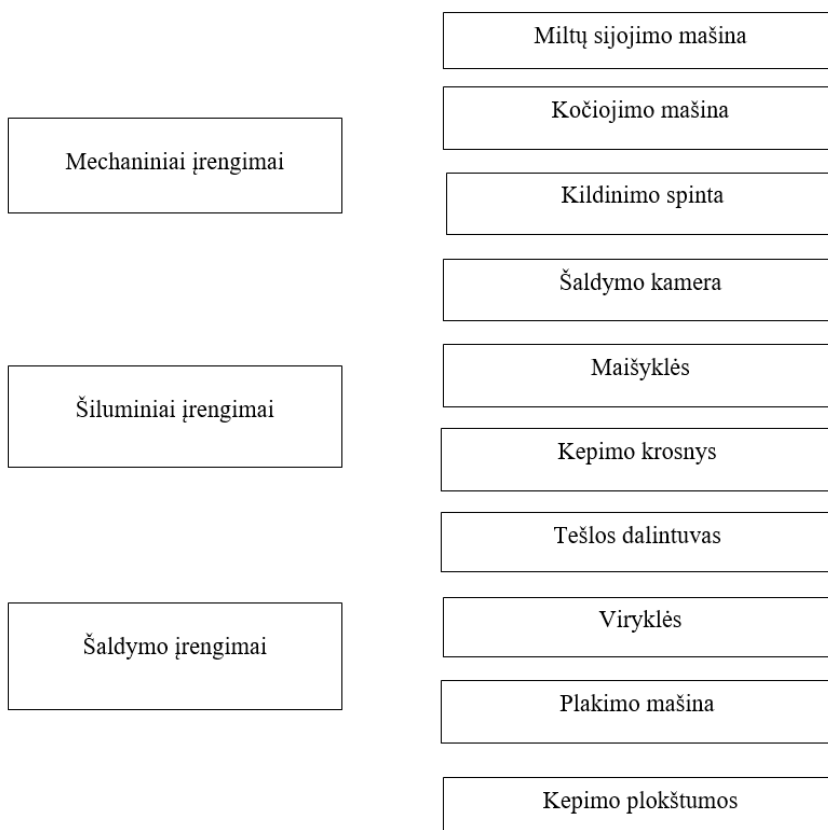 Mechaniniai įrengimai
Šiluminiai įrengimai
Šaldymo įrengimai
Miltų sijojimo mašina
Kočiojimo mašina
Kildinimo spinta
Šaldymo kamera
Maišyklės
Kepimo krosnys
Tešlos dalintuvas
Viryklės
Plakimo mašina
Kepimo plokštumos